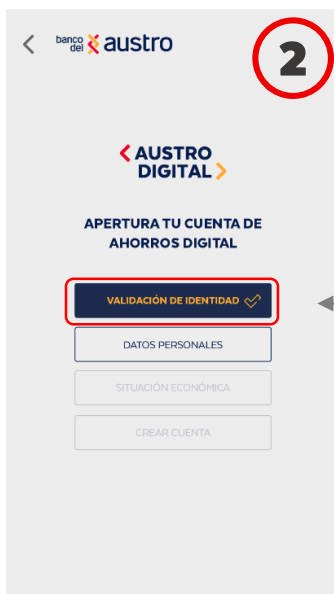 banco del austro
2
AUSTRO
DIGITAL
APERTURA TU CUENTA DE
AHORROS DIGITAL
VALIDACIÓN DE IDENTIDAD
DATOS PERSONALES
SITUACIÓN ECONÓMICA
CREAR CUENTA